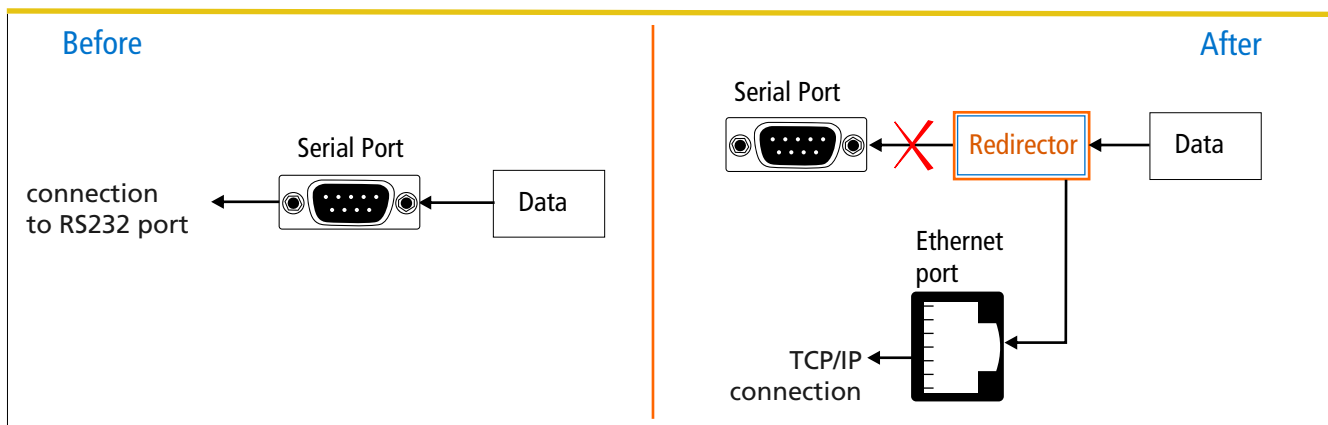 Before
Serial Port
connection
to RS232 port
Data
After
Serial Port
Redirector
Data
Ethernet
port
TCP/IP
connection